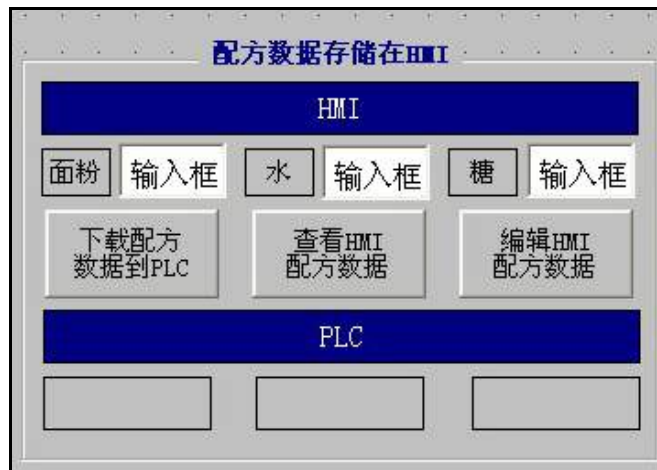 配方数据存储在HMI
HMI
面粉 输入框 水 输入框 糖 输入框
下载配方
数据到PLC
查看HMI
配方数据
编辑HMI
配方数据
PLC